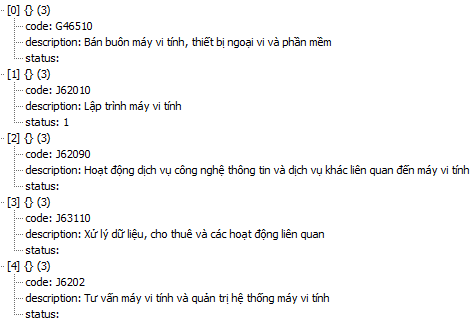 [0] {} (3)
code: G46510
description: Bán buôn máy vi tính, thiết bị ngoại vi và phần mềm
status:
[1] {} (3)
code: J62010
description: Lập trình máy vi tính
status: 1
[2] {} (3)
code: J62090
description: Hoạt động dịch vụ công nghệ thông tin và dịch vụ khác liên quan đến máy vi tính
status:
[3] {} (3)
code: J63110
description: Xử lý dữ liệu, cho thuê và các hoạt động liên quan
status:
[4] {} (3)
code: J6202
description: Tư vấn máy vi tính và quản trị hệ thống máy vi tính
status: